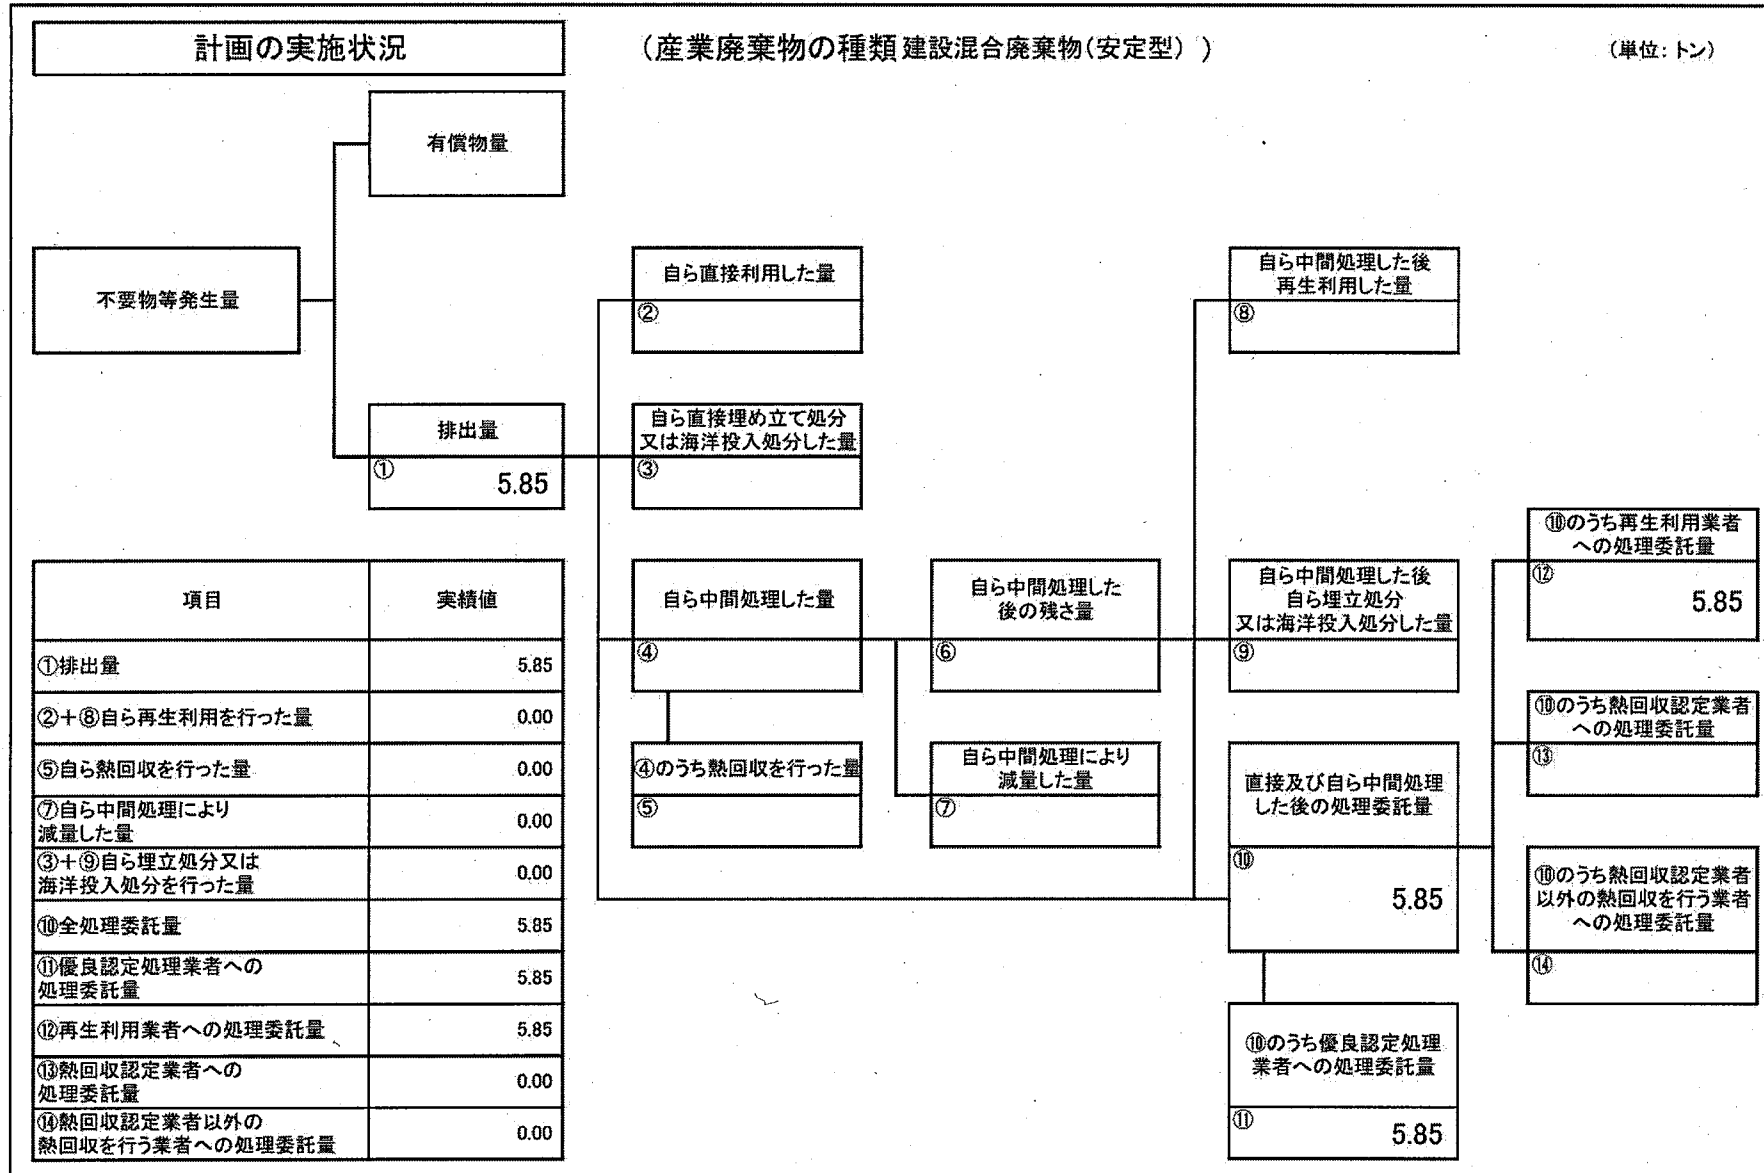 計画の実施状況
(産業廃棄物の種類 建設混合廃棄物(安定型) )
(単位:トン)
有償物量
不要物等発生量
自ら直接利用した量
②
自ら中間処理した後
再生利用した量
⑧
排出量
① 5.85
自ら直接埋め立て処分
又は海洋投入処分した量
③
⑩のうち再生利用業者
への処理委託量
⑫ 5.85
自ら中間処理した量
④
自ら中間処理した
後の残さ量
⑥
自ら中間処理した後
自ら埋立処分
又は海洋投入処分した量
⑨
⑩のうち熱回収認定業者
への処理委託量
⑬
④のうち熱回収を行った量
⑤
自ら中間処理により
減量した量
⑦
直接及び自ら中間処理
した後の処理委託量
⑩ 5.85
⑩のうち熱回収認定業者
以外の熱回収を行う業者
への処理委託量
⑭
⑩のうち優良認定処理
業者への処理委託量
⑪ 5.85
項目 実績値
①排出量 5.85
②+⑧自ら再生利用を行った量 0.00
⑤自ら熱回収を行った量 0.00
⑦自ら中間処理により
減量した量 0.00
③+⑨自ら埋立処分又は
海洋投入処分を行った量 0.00
⑩全処理委託量 5.85
⑪優良認定処理業者への
処理委託量 5.85
⑫再生利用業者への処理委託量 5.85
⑬熱回収認定業者への
処理委託量 0.00
⑭熱回収認定業者以外の
熱回収を行う業者への処理委託量 0.00